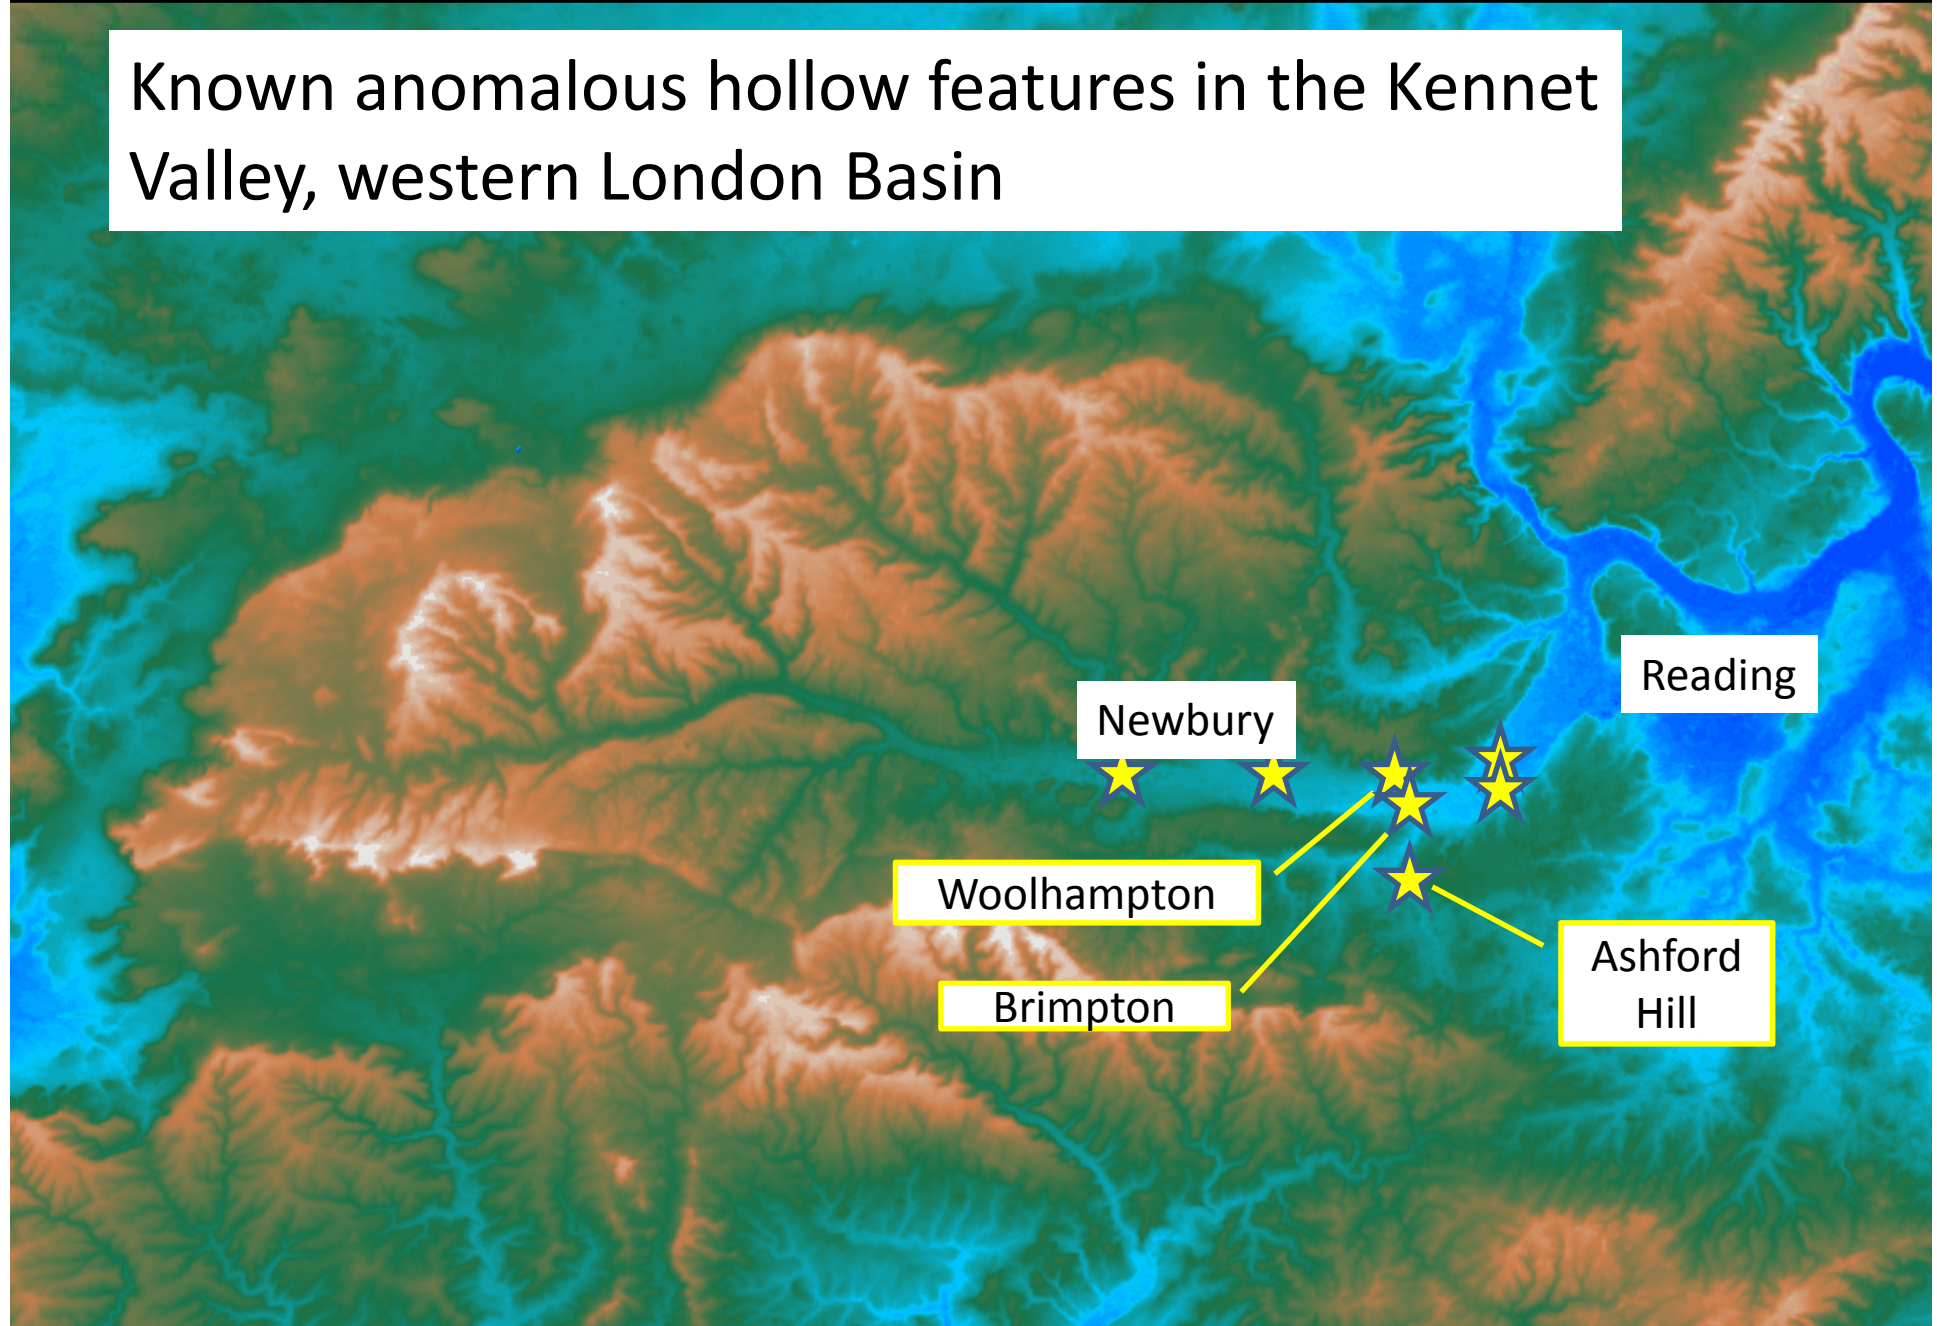 Known anomalous hollow features in the Kennet
Valley, western London Basin
Reading
Newbury
Woolhampton
Ashford
Hill
Brimpton